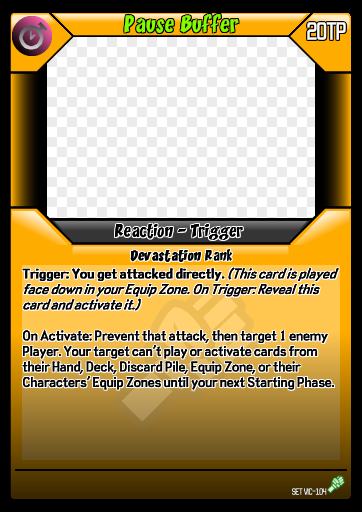 Pause Buffer
20TP
Reaction - Trigger
Devastation Rank
Trigger: You get attacked directly. (This card is played
face down in your Equip Zone. On Trigger: Reveal this
card and activate it.)
On Activate: Prevent that attack, then target 1 enemy
Player. Your target can't play or activate cards from
their Hand, Deck, Discard Pile, Equip Zone, or their
Characters' Equip Zones until your next Starting Phase.
SET VIC-104